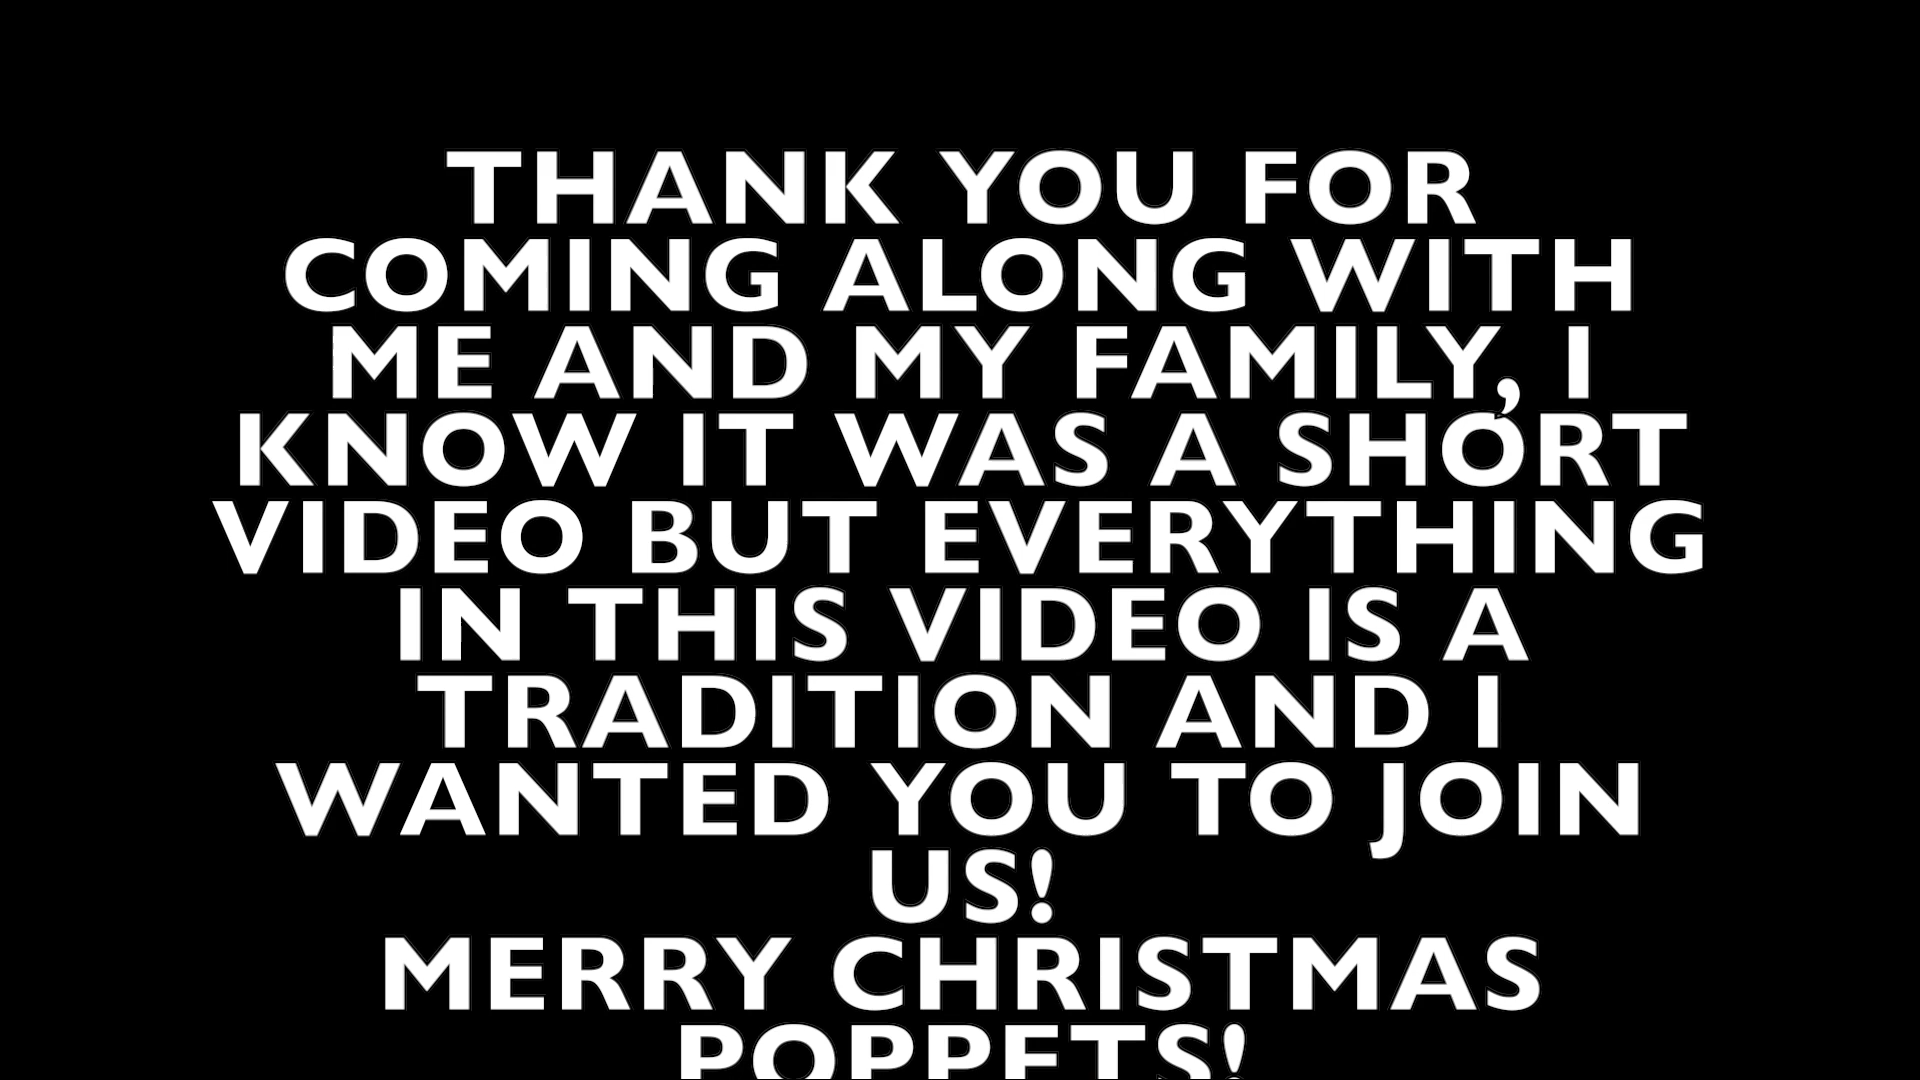 THANK YOU FOR
COMING ALONG WITH
ME AND MY FAMILY, I
KNOW IT WAS A SHORT
VIDEO BUT EVERYTHING
IN THIS VIDEO IS A
TRADITION AND I
WANTED YOU TO JOIN
US!
MERRY CHRISTMAS
POPPETS!